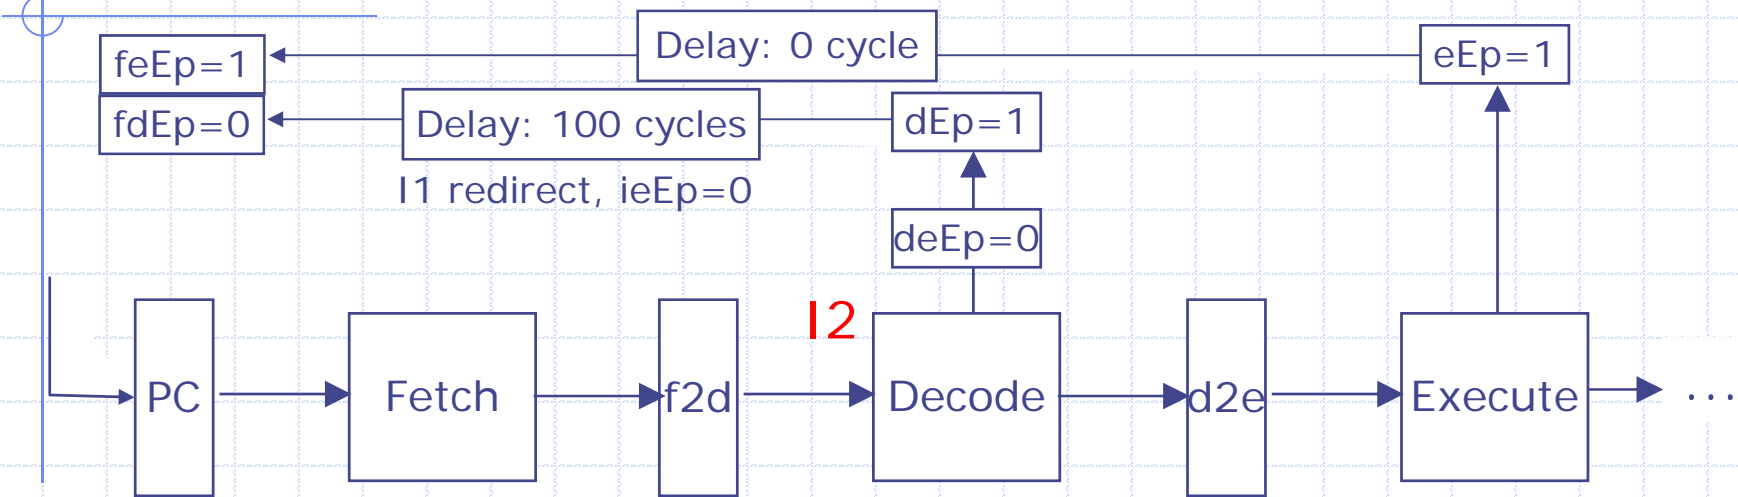 Delay: 0 cycle
eEp=1
feEp=1
fdEp=0
Delay: 100 cycles
dEp=1
I1 redirect, ieEp=0
deEp=0
I2
PC
Fetch
f2d
Decode
d2e
Execute
...